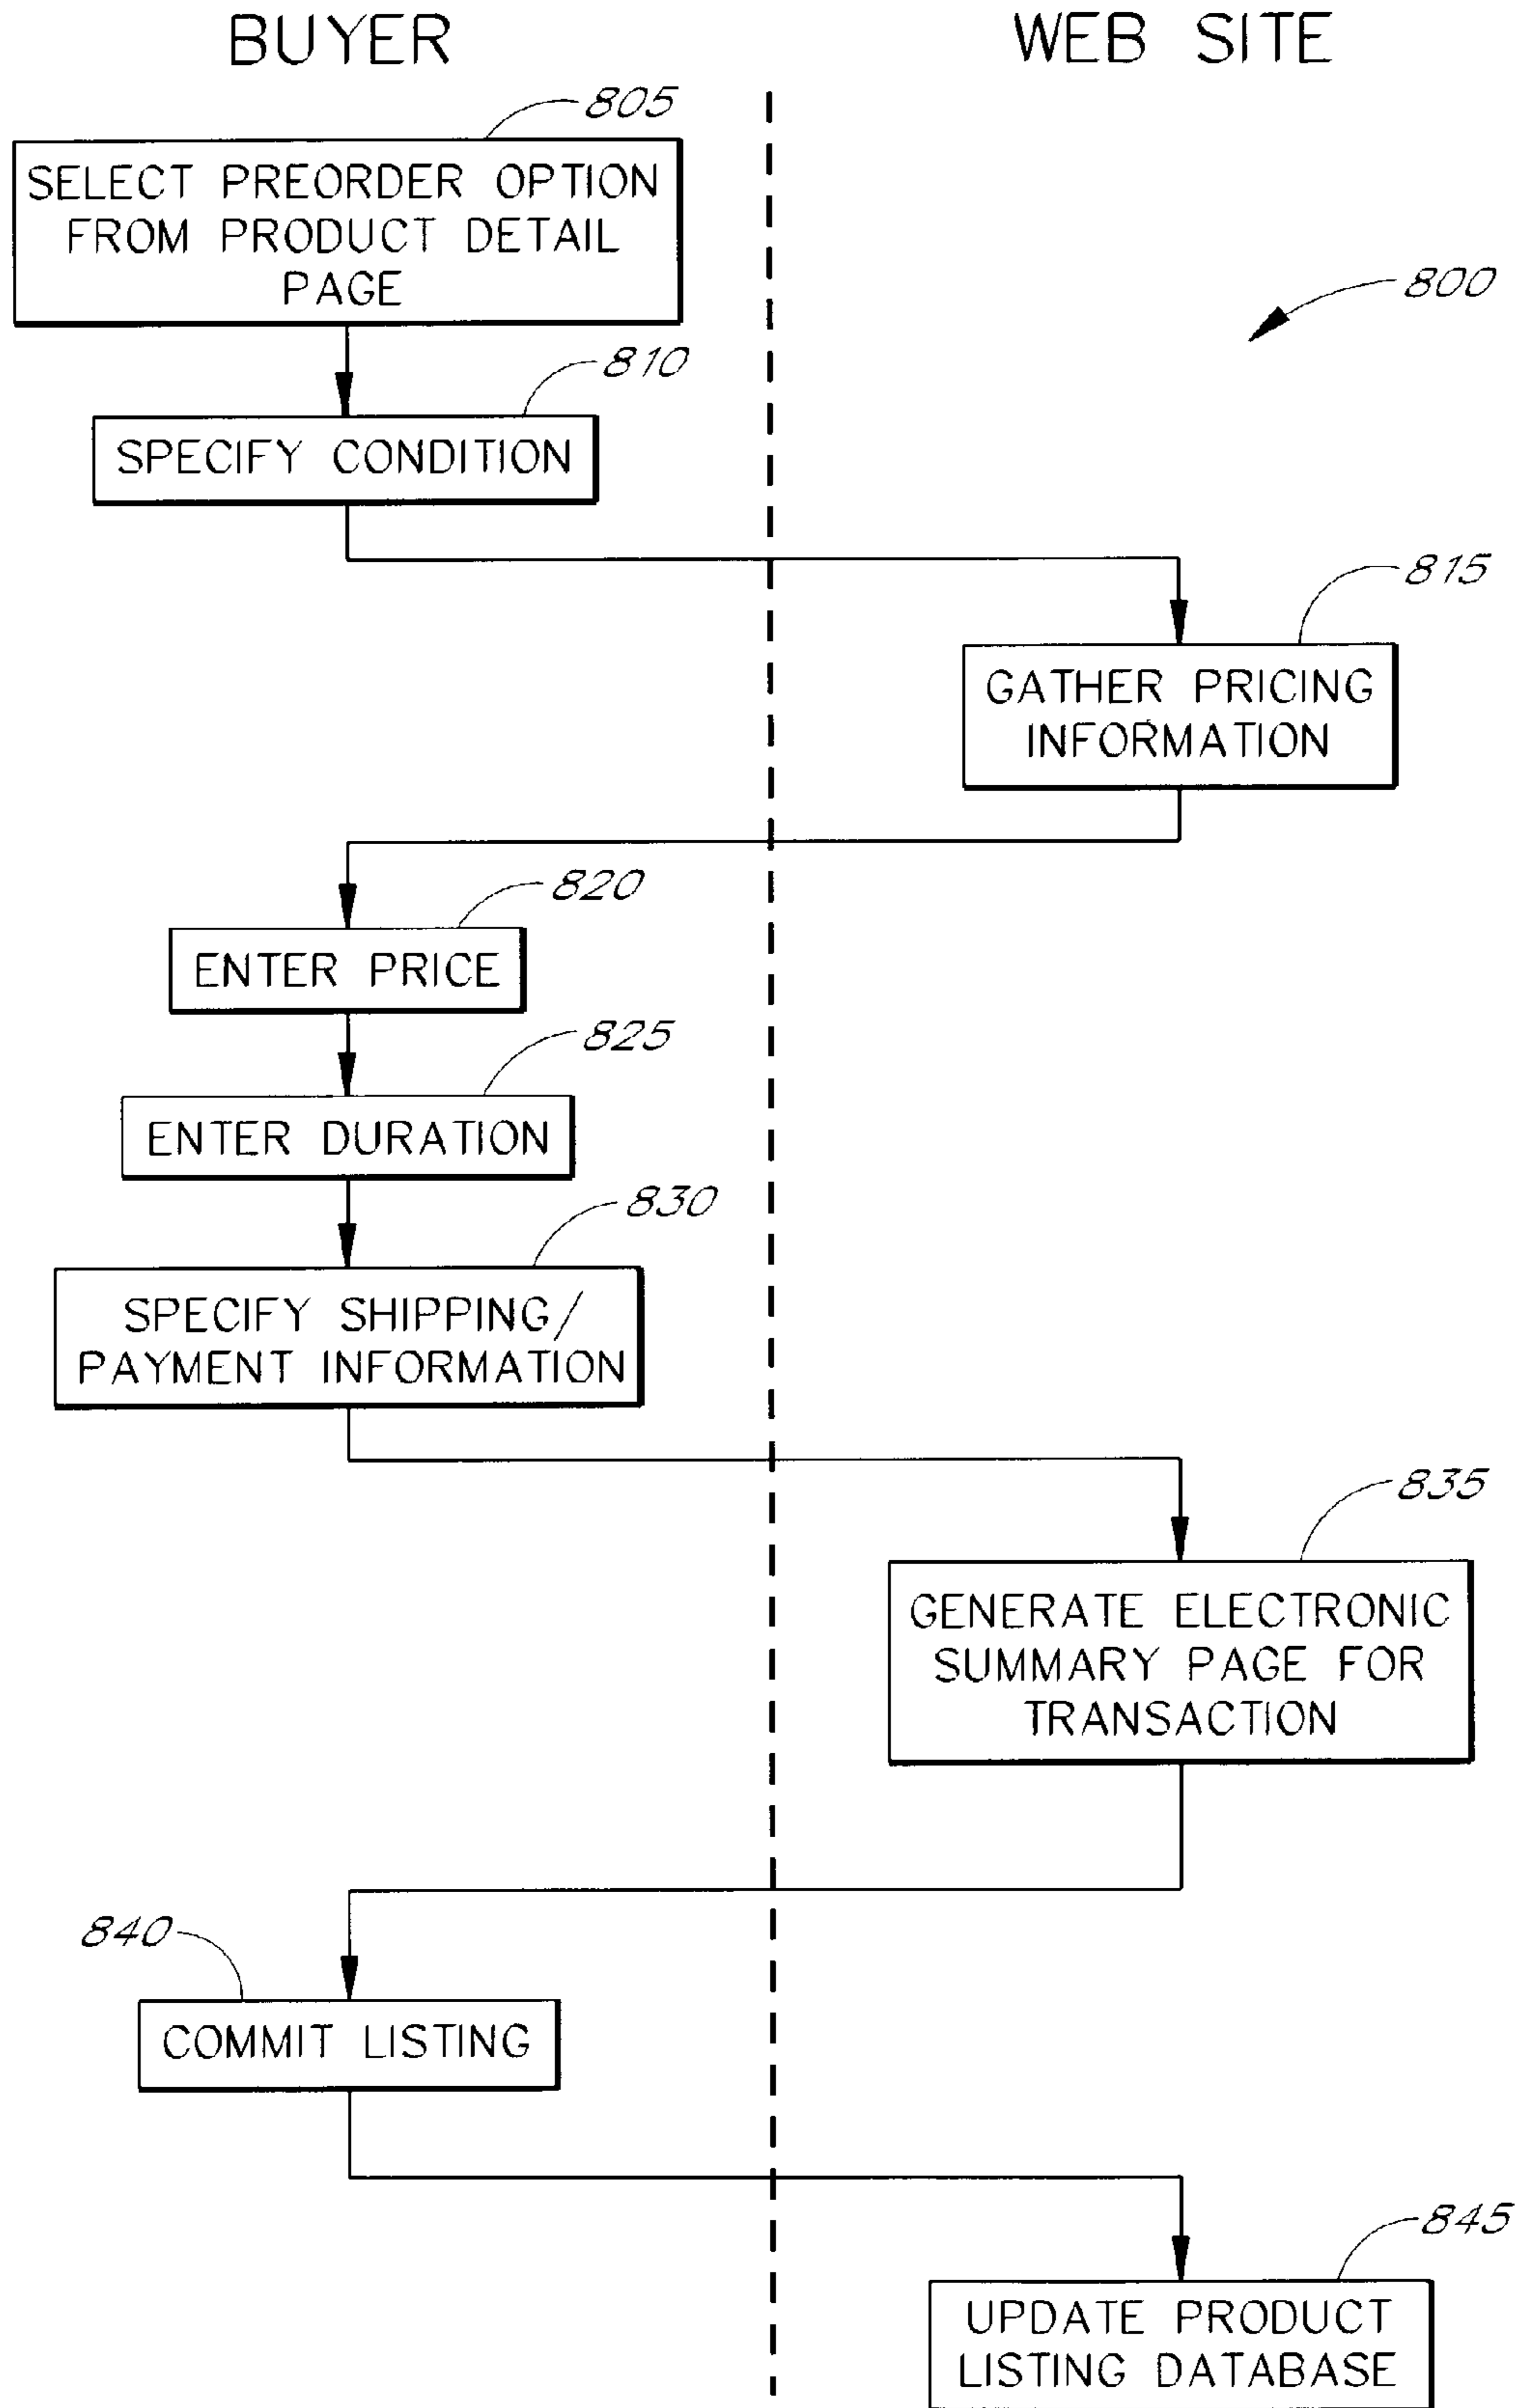 BUYER
WEB SITE
805
SELECT PREORDER OPTION
FROM PRODUCT DETAIL
PAGE
800
810
SPECIFY CONDITION
815
GATHER PRICING
INFORMATION
820
ENTER PRICE
825
ENTER DURATION
830
SPECIFY SHIPPING/
PAYMENT INFORMATION
835
GENERATE ELECTRONIC
SUMMARY PAGE FOR
TRANSACTION
840
COMMIT LISTING
845
UPDATE PRODUCT
LISTING DATABASE